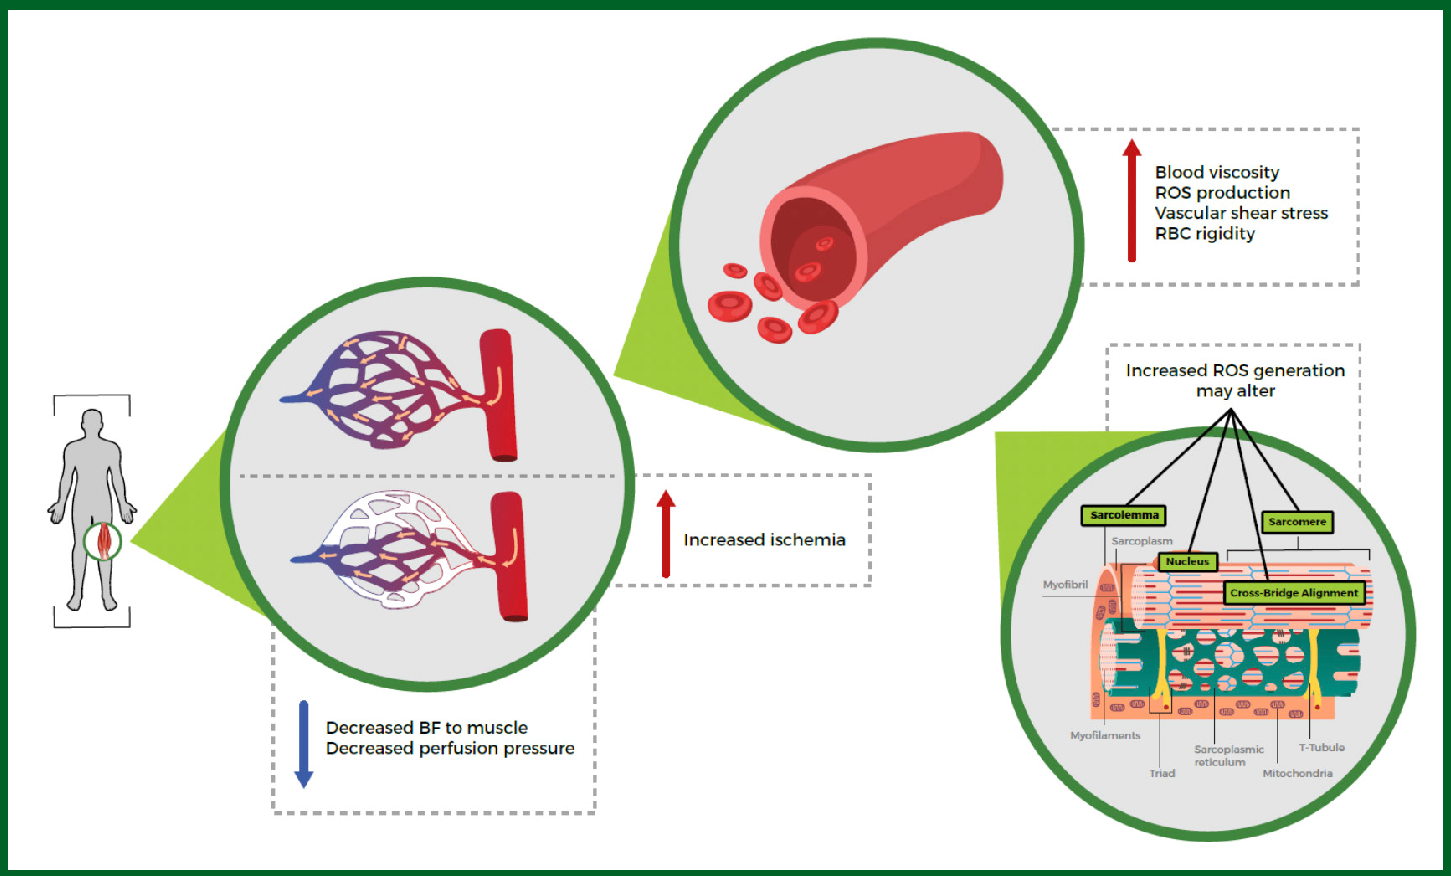 Blood viscosity
ROS production
Vascular shear stress
RBC rigidity
Increased ROS generation
may alter
Sarcolemma
Sarcomere
Sarcoplasm
Nucleus
Myofibril
Cross-Bridge Alignment
Increased ischemia
Decreased BF to muscle
Decreased perfusion pressure
Myofilaments
Triad
Sarcoplasmic
reticulum
T-Tubule
Mitochondria